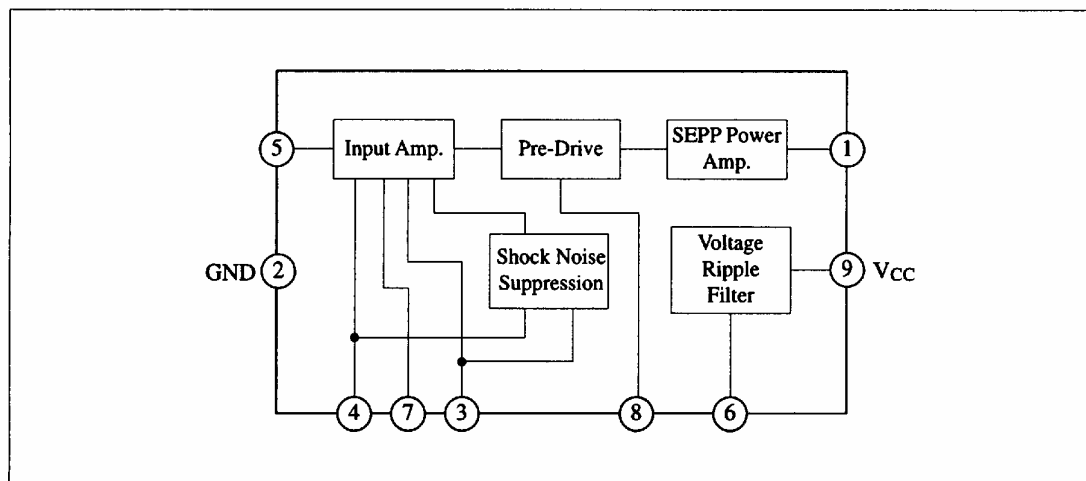 5
Input Amp.
Pre-Drive
SEPP Power
Amp.
1
GND
2
Shock Noise
Suppression
Voltage
Ripple
Filter
9
VCC
4
7
3
8
6